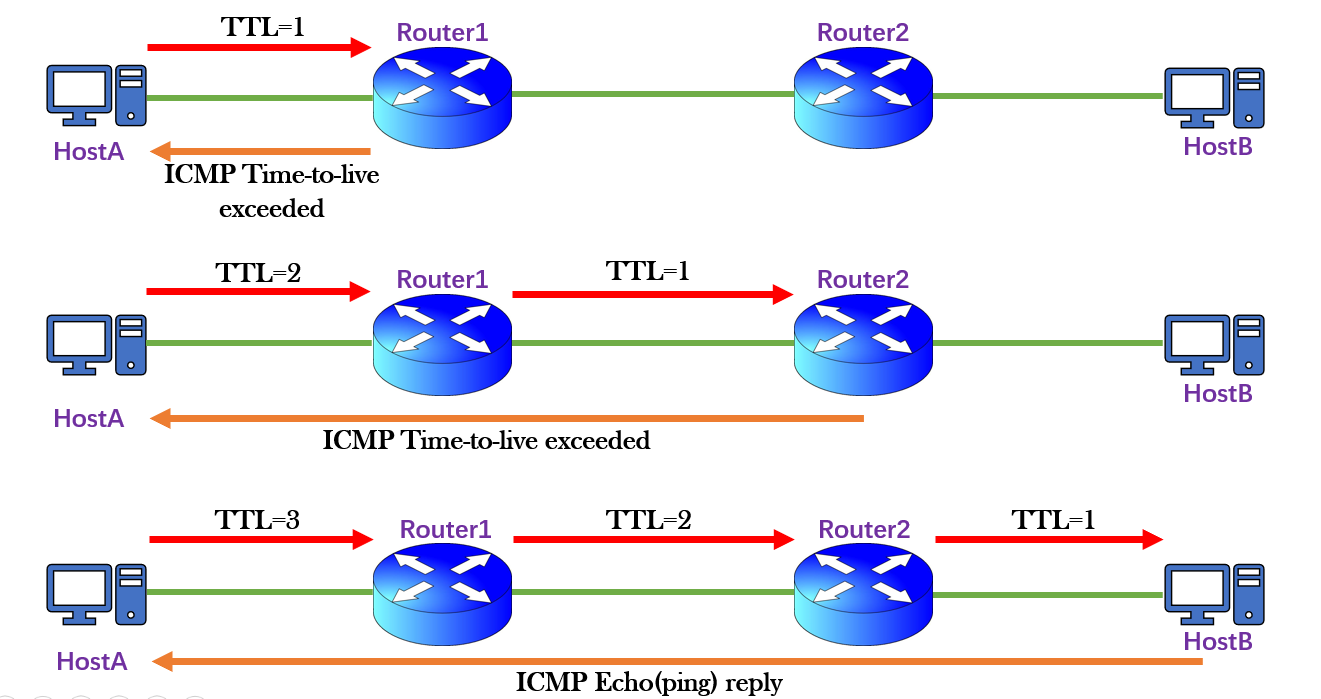 TTL=1
Router1
Router2
HostA
HostB
ICMP Time-to-live
exceeded
TTL=2
TTL=1
Router1
Router2
HostA
HostB
ICMP Time-to-live exceeded
TTL=3
TTL=2
TTL=1
Router1
Router2
HostA
HostB
ICMP Echo(ping) reply